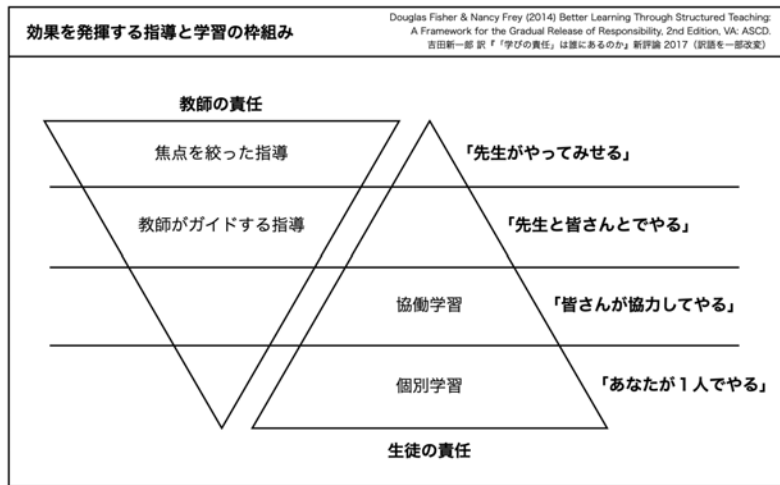 効果を発揮する指導と学習の枠組み
Douglas Fisher & Nancy Frey (2014) Better Learning Through Structured Teaching:
A Framework for the Gradual Release of Responsibility, 2nd Edition, VA: ASCD.
吉田新一郎 訳『「学びの責任」は誰にあるのか』新評論 2017（訳語を一部改変）
教師の責任
焦点を絞った指導
「先生がやってみせる」
教師がガイドする指導
「先生と皆さんとでやる」
協働学習
「皆さんが協力してやる」
個別学習
「あなたが１人でやる」
生徒の責任